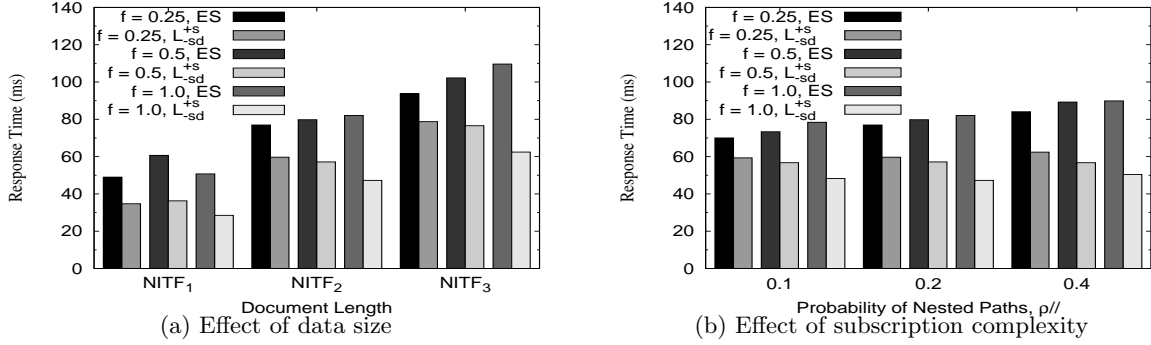 Response Time (ms)
140
120
100
80
60
40
20
0
f = 0.25, ES
f = 0.25, L+s-sd
f = 0.5, ES
f = 0.5, L+s-sd
f = 1.0, ES
f = 1.0, L+s-sd
NITF1 NITF2 NITF3
Document Length
(a) Effect of data size
Response Time (ms)
140
120
100
80
60
40
20
0
f = 0.25, ES
f = 0.25, L+s-sd
f = 0.5, ES
f = 0.5, L+s-sd
f = 1.0, ES
f = 1.0, L+s-sd
0.1 0.2 0.4
Probability of Nested Paths, ρ//
(b) Effect of subscription complexity